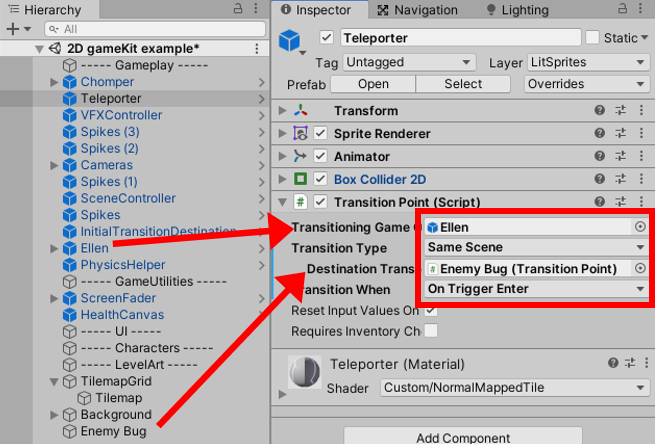 Hierarchy
All
2D gameKit example*
----- Gameplay -----
Chomper
Teleporter
VFXController
Spikes (3)
Spikes (2)
Cameras
Spikes (1)
SceneController
Spikes
InitialTransitionDestination
Ellen
PhysicsHelper
----- GameUtilities -----
ScreenFader
HealthCanvas
----- UI -----
----- Characters -----
----- LevelArt -----
TilemapGrid
Tilemap
Background
Enemy Bug
Inspector Navigation Lighting
Teleporter Static
Tag Untagged Layer LitSprites
Prefab Open Select Overrides
Transform
Sprite Renderer
Animator
Box Collider 2D
# Transition Point (Script)
Transitioning Game Ellen
Transition Type Same Scene
Destination Trans # Enemy Bug (Transition Point)
Transition When On Trigger Enter
Reset Input Values On
Requires Inventory Ch
Teleporter (Material)
Shader Custom/NormalMappedTile
Add Component